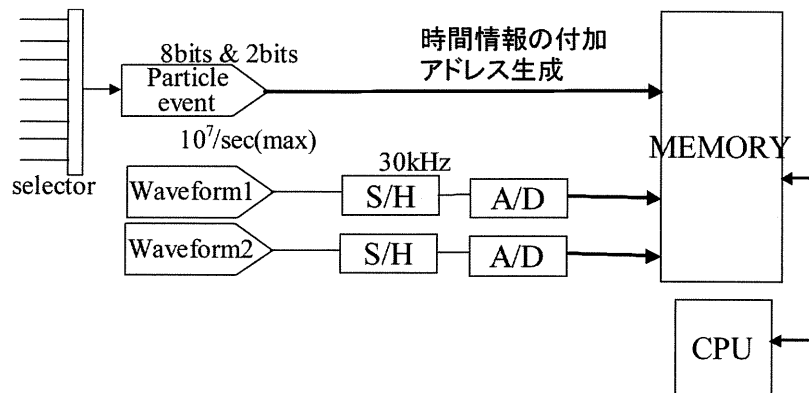 8bits & 2bits
Particle
event
10⁷/sec(max)
selector
時間情報の付加
アドレス生成
MEMORY
30kHz
Waveform1
S/H
A/D
Waveform2
S/H
A/D
CPU